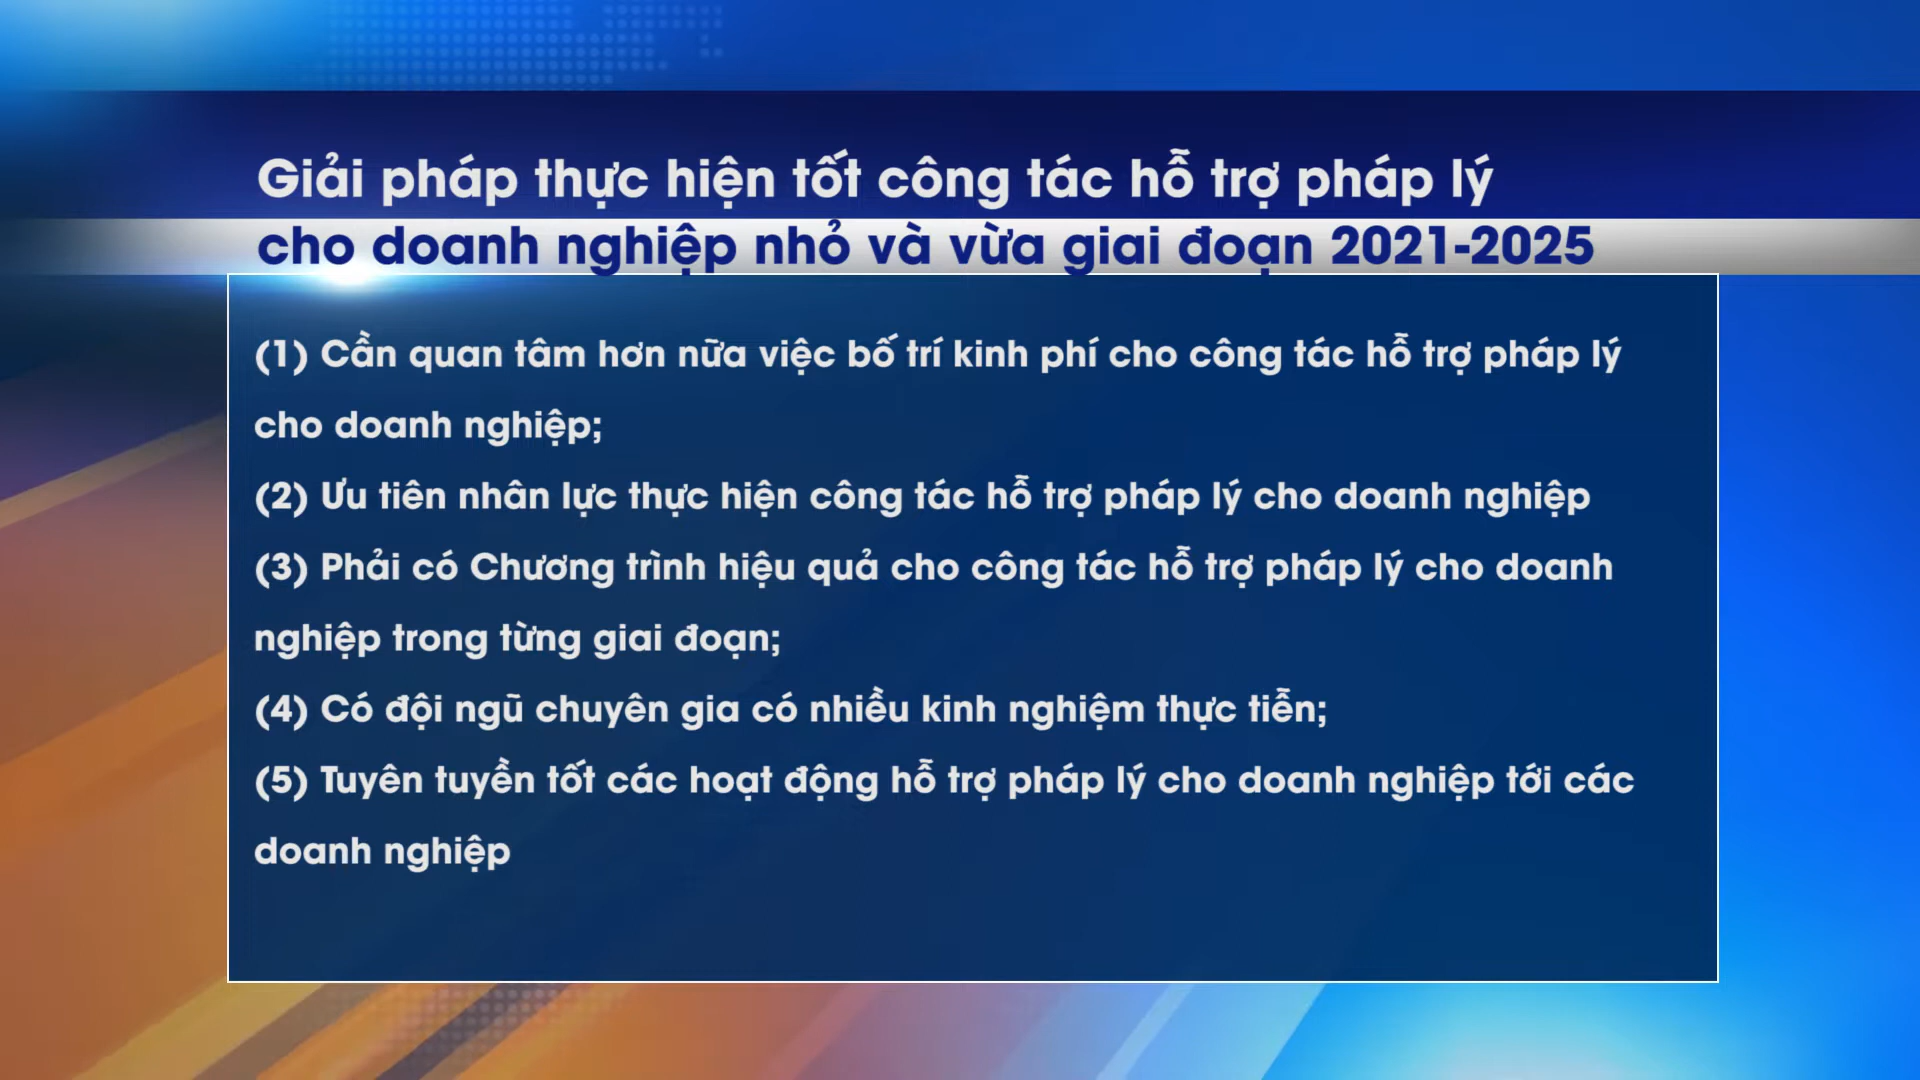 Giải pháp thực hiện tốt công tác hỗ trợ pháp lý
cho doanh nghiệp nhỏ và vừa giai đoạn 2021-2025
(1) Cần quan tâm hơn nữa việc bố trí kinh phí cho công tác hỗ trợ pháp lý
cho doanh nghiệp;
(2) Ưu tiên nhân lực thực hiện công tác hỗ trợ pháp lý cho doanh nghiệp
(3) Phải có Chương trình hiệu quả cho công tác hỗ trợ pháp lý cho doanh
nghiệp trong từng giai đoạn;
(4) Có đội ngũ chuyên gia có nhiều kinh nghiệm thực tiễn;
(5) Tuyên tuyền tốt các hoạt động hỗ trợ pháp lý cho doanh nghiệp tới các
doanh nghiệp